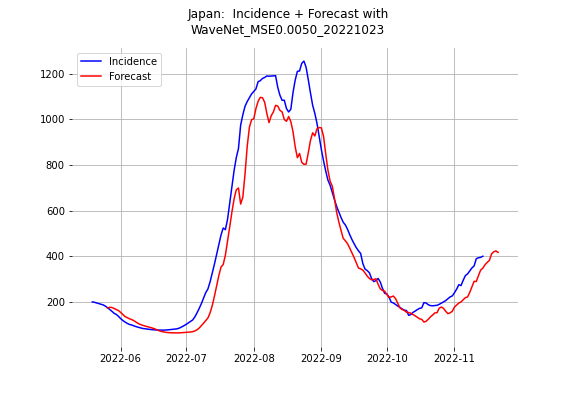 Japan:  Incidence + Forecast with
WaveNet_MSE0.0050_20221023
Incidence
Forecast
1200
1000
800
600
400
200
2022-06 2022-07 2022-08 2022-09 2022-10 2022-11